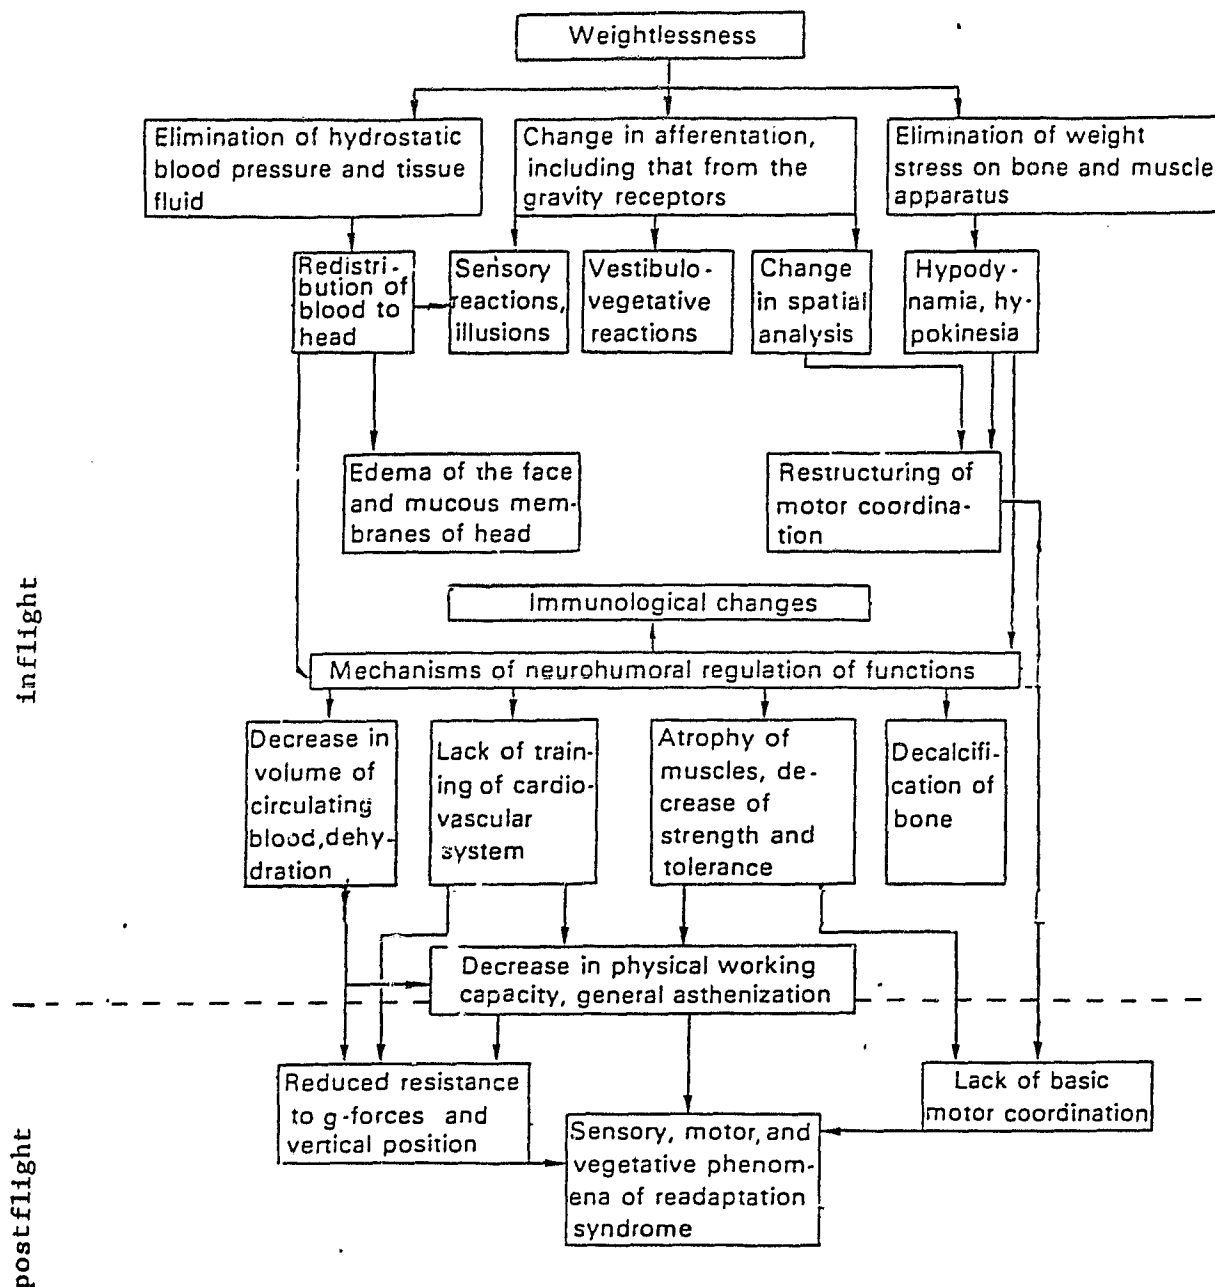 Weightlessness
Elimination of hydrostatic
blood pressure and tissue
fluid
Change in afferentation,
including that from the
gravity receptors
Elimination of weight
stress on bone and muscle
apparatus
Redistri-
bution of
blood to
head
Sensory
reactions,
illusions
Vestibulo-
vegetative
reactions
Change
in spatial
analysis
Hypody-
namia, hy-
pokinesia
Edema of the face
and mucous mem-
branes of head
Restructuring of
motor coordina-
tion
inflight
Immunological changes
Mechanisms of neurohumoral regulation of functions
Decrease in
volume of
circulating
blood, dehy-
dration
Lack of train-
ing of cardio-
vascular
system
Atrophy of
muscles, de-
crease of
strength and
tolerance
Decalcifi-
cation of
bone
Decrease in physical working
capacity, general asthenization
postflight
Reduced resistance
to g-forces and
vertical position
Sensory, motor, and
vegetative phenom-
ena of readaptation
syndrome
Lack of basic
motor coordination